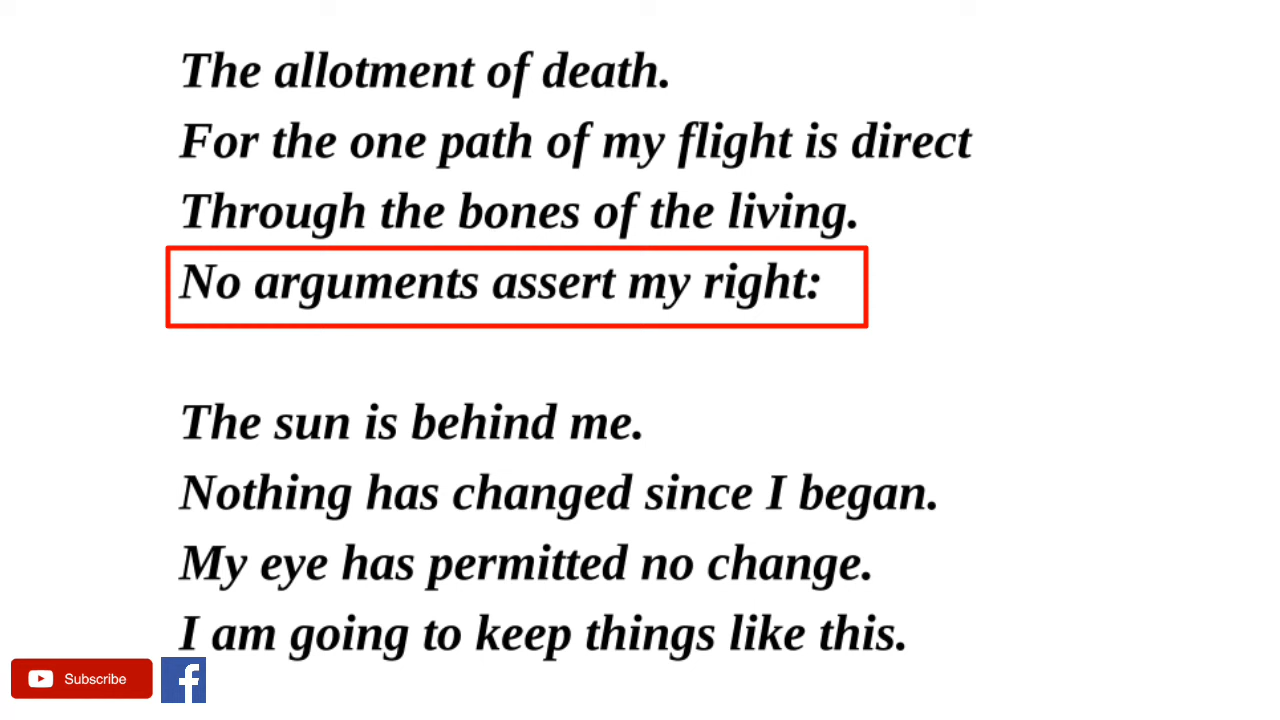 The allotment of death.
For the one path of my flight is direct
Through the bones of the living.
No arguments assert my right:
The sun is behind me.
Nothing has changed since I began.
My eye has permitted no change.
I am going to keep things like this.
Subscribe
f